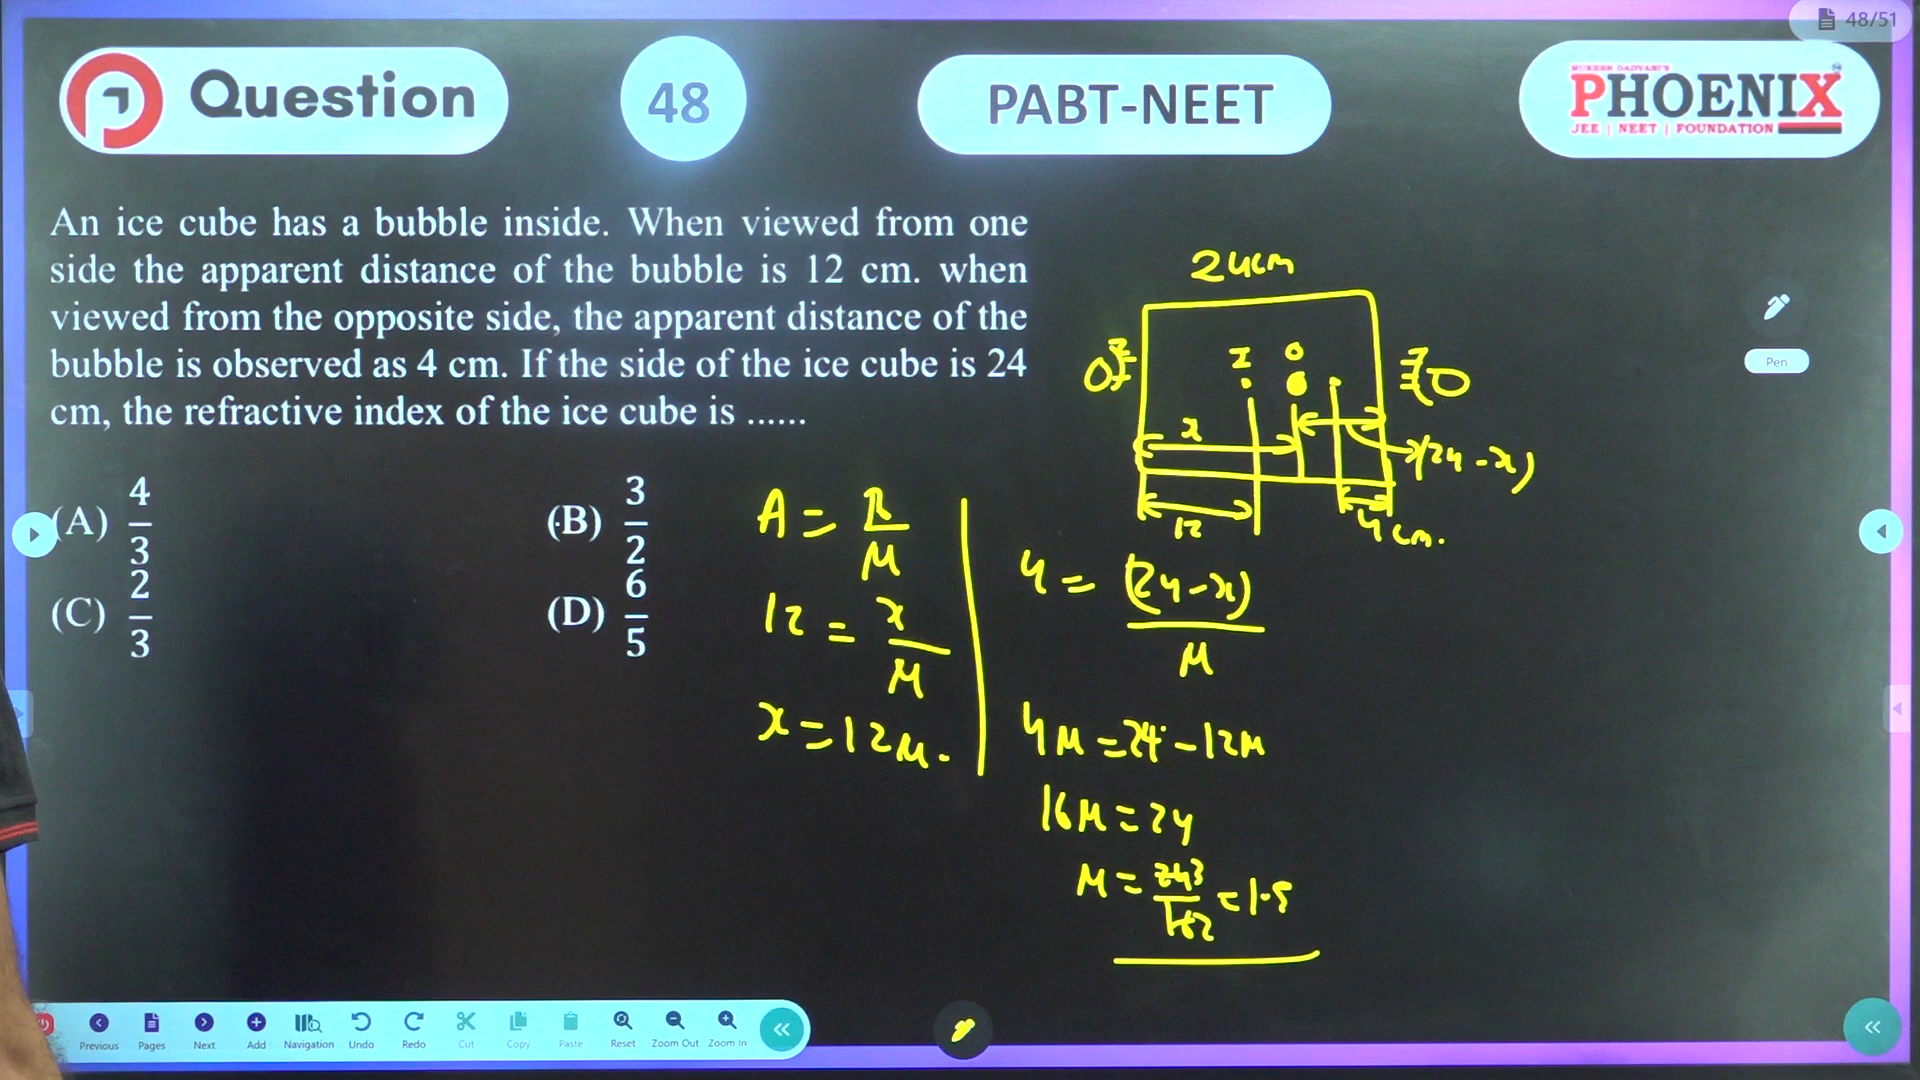 48/51
Question
48
PABT-NEET
MUKESH DADVANI'S
PHOENIX
JEE | NEET | FOUNDATION
An ice cube has a bubble inside. When viewed from one
side the apparent distance of the bubble is 12 cm. when
viewed from the opposite side, the apparent distance of the
bubble is observed as 4 cm. If the side of the ice cube is 24
cm, the refractive index of the ice cube is ......
(A) 4/3
(B) 3/2
(C) 2/3
(D) 6/5
24cm
I O
x
(24-x)
12
4cm.
A = R/μ
12 = x/μ
x = 12μ.
4 = (24-x)/μ
4μ = 24 - 12μ
16μ = 24
μ = 24 3/16 2 = 1.5
Pen
Previous
Pages
Next
Add
Navigation
Undo
Redo
Cut
Copy
Paste
Reset
Zoom Out
Zoom In